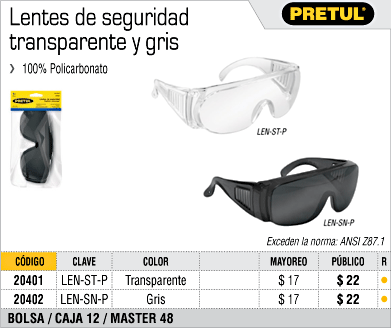 Lentes de seguridad
transparente y gris
PRETUL®
› 100% Policarbonato
PRETUL
LEN-ST-P
LEN-SN-P
Exceden la norma: ANSI Z87.1
CÓDIGO CLAVE COLOR MAYOREO PÚBLICO R
20401 LEN-ST-P Transparente $ 17 $ 22
20402 LEN-SN-P Gris $ 17 $ 22
BOLSA / CAJA 12 / MASTER 48